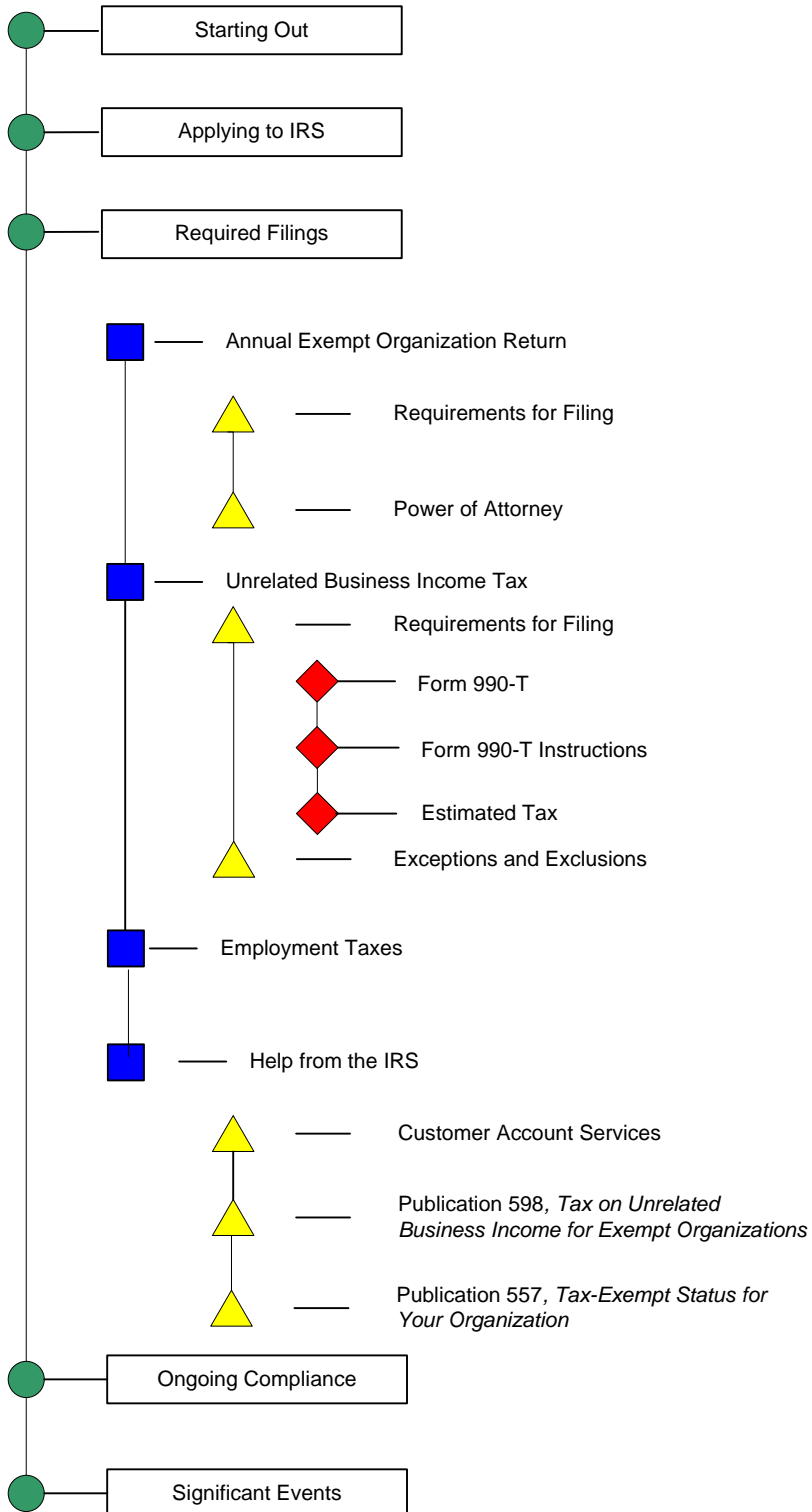 Starting Out
Applying to IRS
Required Filings
Annual Exempt Organization Return
Requirements for Filing
Power of Attorney
Unrelated Business Income Tax
Requirements for Filing
Form 990-T
Form 990-T Instructions
Estimated Tax
Exceptions and Exclusions
Employment Taxes
Help from the IRS
Customer Account Services
Publication 598, Tax on Unrelated
Business Income for Exempt Organizations
Publication 557, Tax-Exempt Status for
Your Organization
Ongoing Compliance
Significant Events